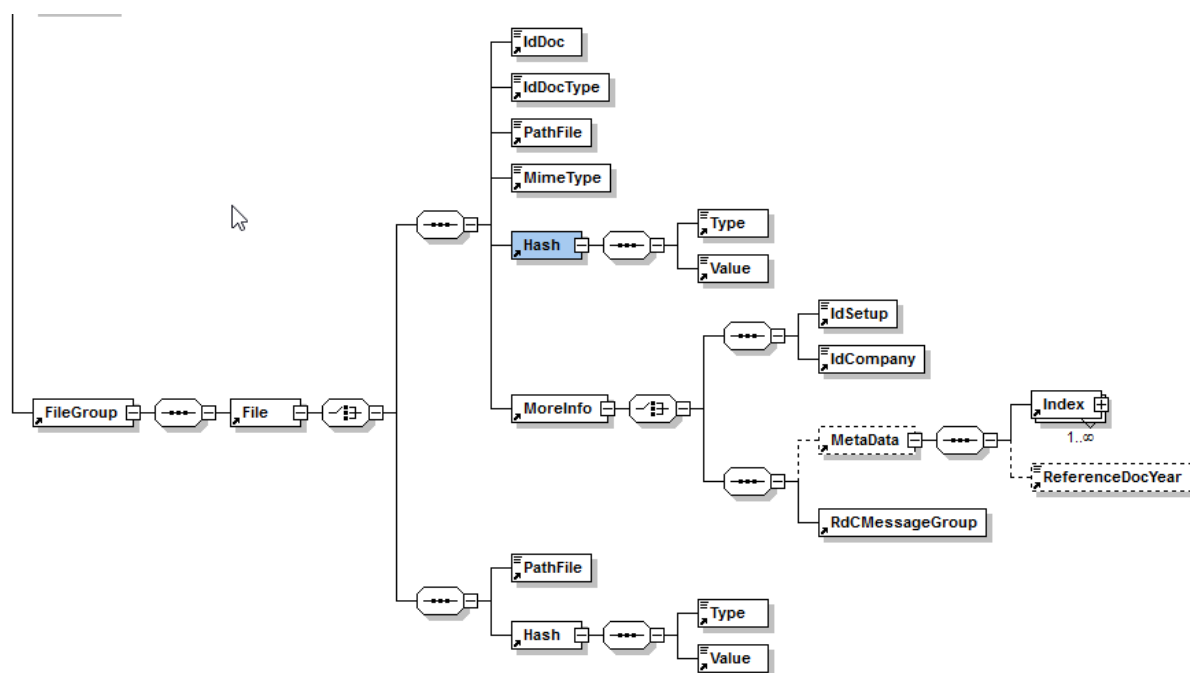 IdDoc
IdDocType
PathFile
MimeType
Hash
Type
Value
IdSetup
IdCompany
FileGroup
File
MoreInfo
Index
1..∞
MetaData
ReferenceDocYear
RdCMessageGroup
PathFile
Hash
Type
Value